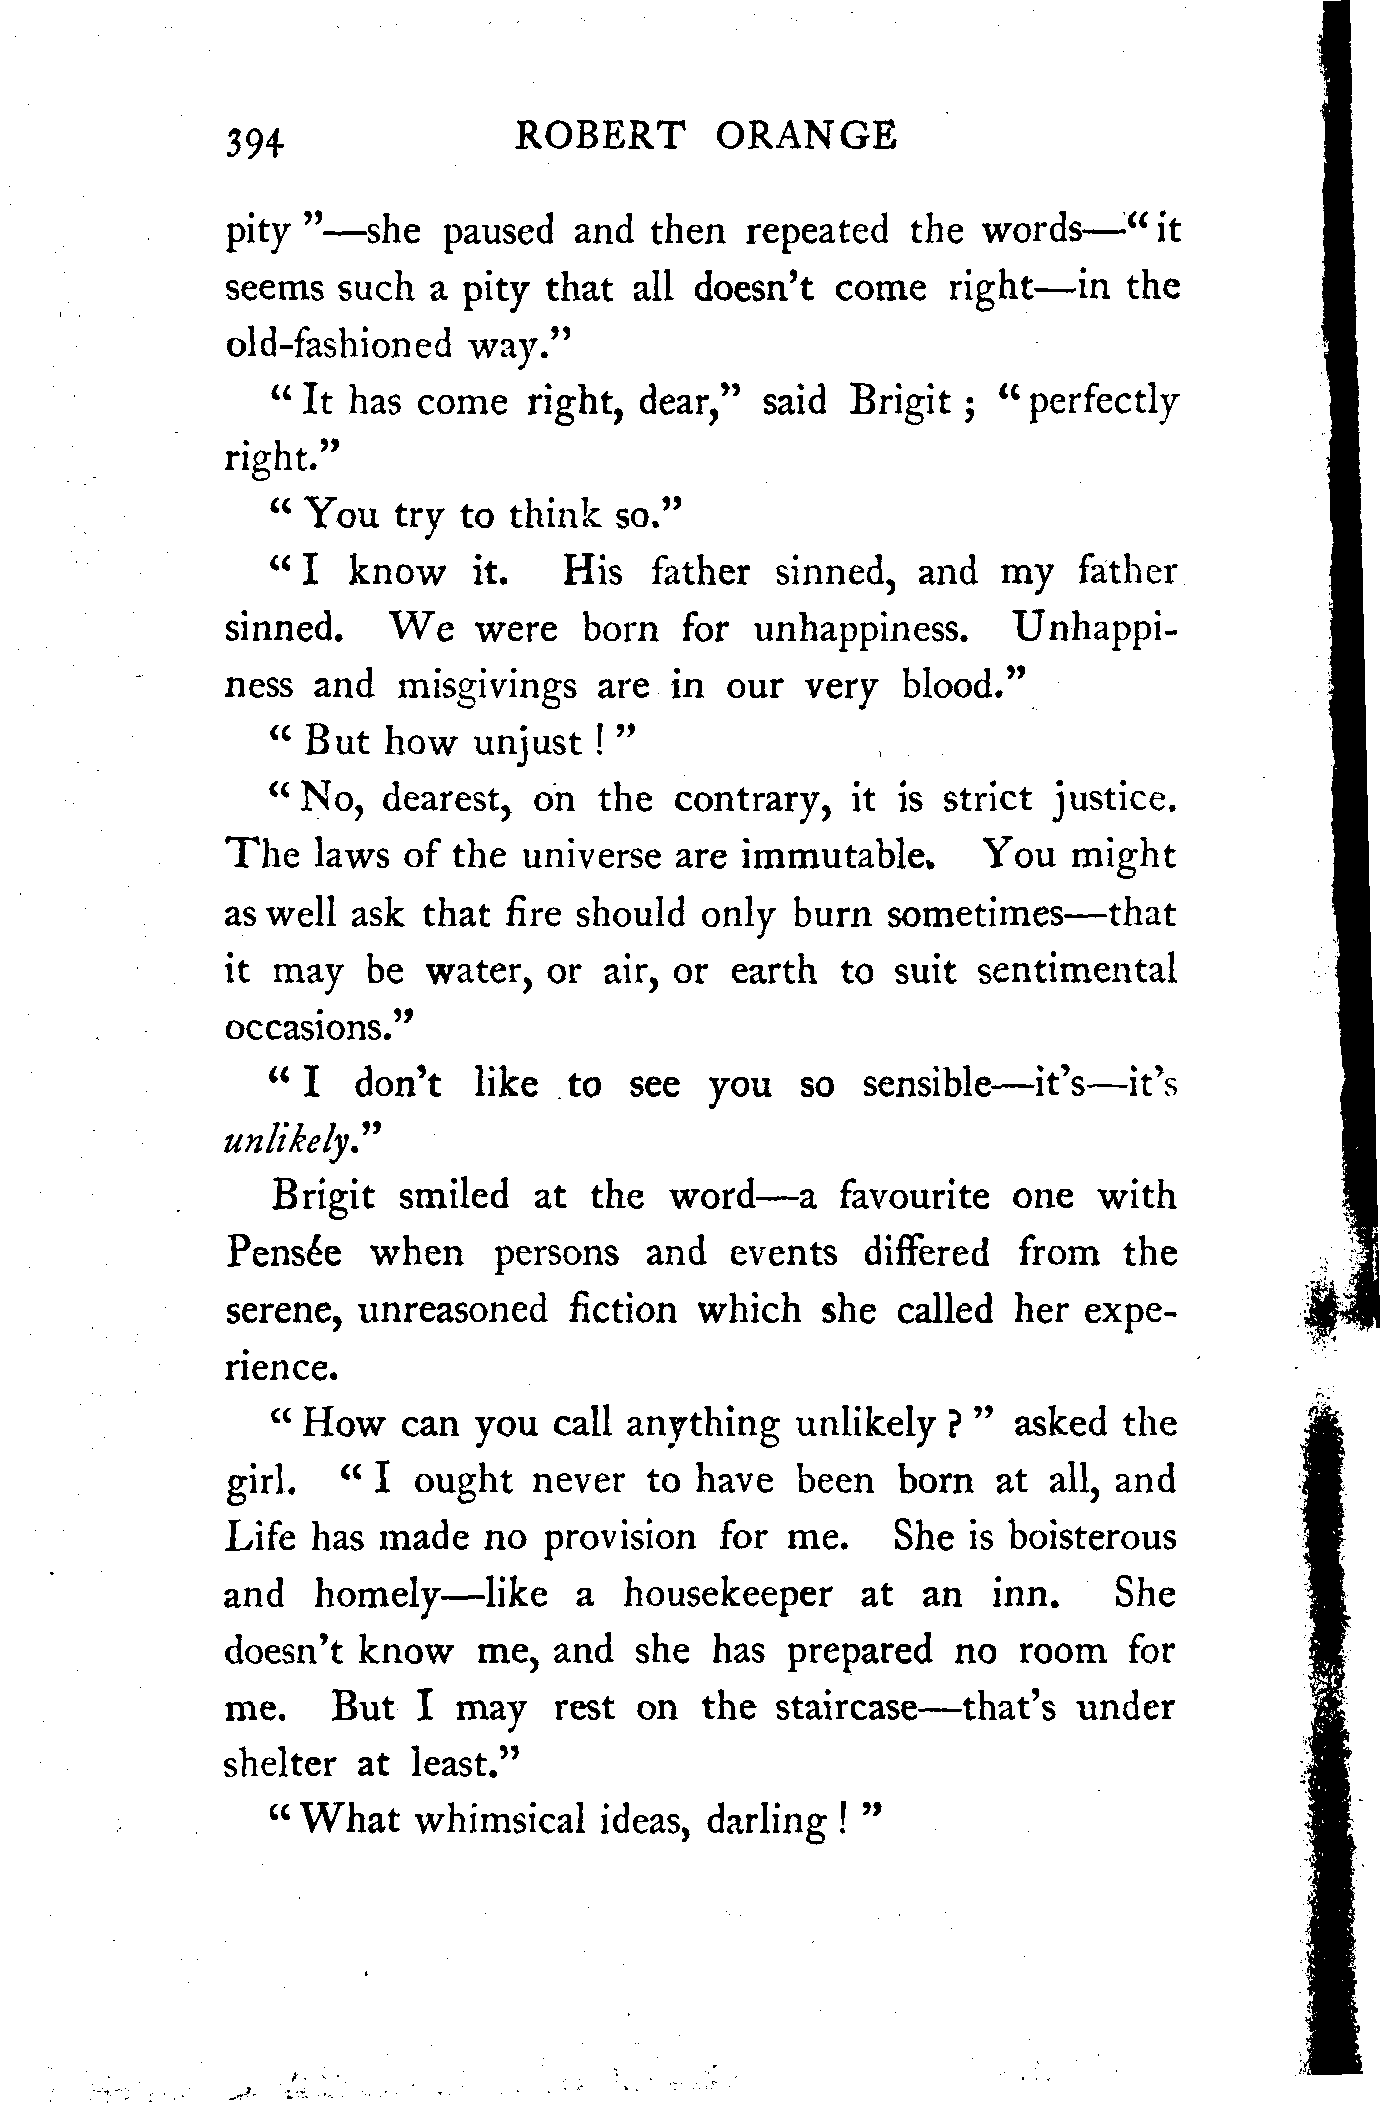 394 ROBERT ORANGE
pity"—she paused and then repeated the words—"it
seems such a pity that all doesn't come right—in the
old-fashioned way."
"It has come right, dear," said Brigit; "perfectly
right."
"You try to think so."
"I know it. His father sinned, and my father
sinned. We were born for unhappiness. Unhappi-
ness and misgivings are in our very blood."
"But how unjust!"
"No, dearest, on the contrary, it is strict justice.
The laws of the universe are immutable. You might
as well ask that fire should only burn sometimes—that
it may be water, or air, or earth to suit sentimental
occasions."
"I don't like to see you so sensible—it's—it's
unlikely."
Brigit smiled at the word—a favourite one with
Pensée when persons and events differed from the
serene, unreasoned fiction which she called her expe-
rience.
"How can you call anything unlikely?" asked the
girl. "I ought never to have been born at all, and
Life has made no provision for me. She is boisterous
and homely—like a housekeeper at an inn. She
doesn't know me, and she has prepared no room for
me. But I may rest on the staircase—that's under
shelter at least."
"What whimsical ideas, darling!"